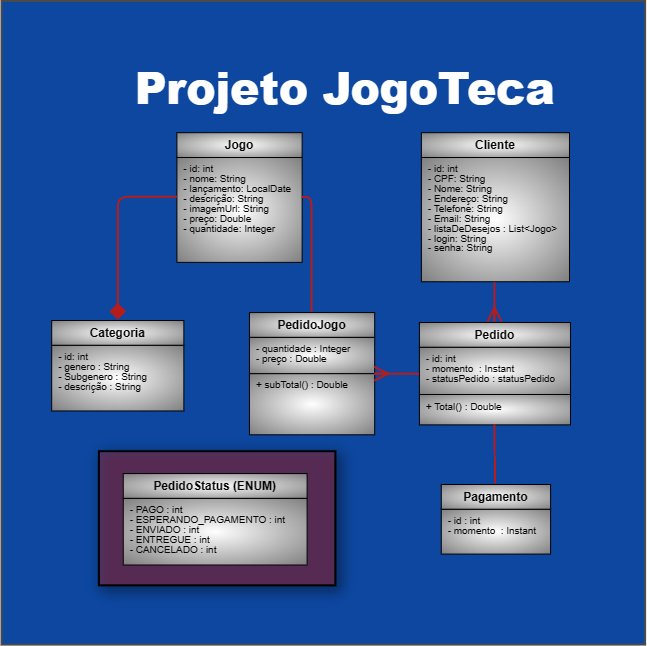 Projeto JogoTeca
Jogo
- id: int
- nome: String
- lançamento: LocalDate
- descrição: String
- imagemUrl: String
- preço: Double
- quantidade: Integer
Cliente
- id: int
- CPF: String
- Nome: String
- Endereço: String
- Telefone: String
- Email: String
- listaDeDesejos : List<Jogo>
- login: String
- senha: String
Categoria
- id: int
- genero : String
- Subgenero : String
- descrição : String
PedidoJogo
- quantidade : Integer
- preço : Double
+ subTotal() : Double
Pedido
- id: int
- momento : Instant
- statusPedido : statusPedido
+ Total() : Double
PedidoStatus (ENUM)
- PAGO : int
- ESPERANDO_PAGAMENTO : int
- ENVIADO : int
- ENTREGUE : int
- CANCELADO : int
Pagamento
- id : int
- momento : Instant